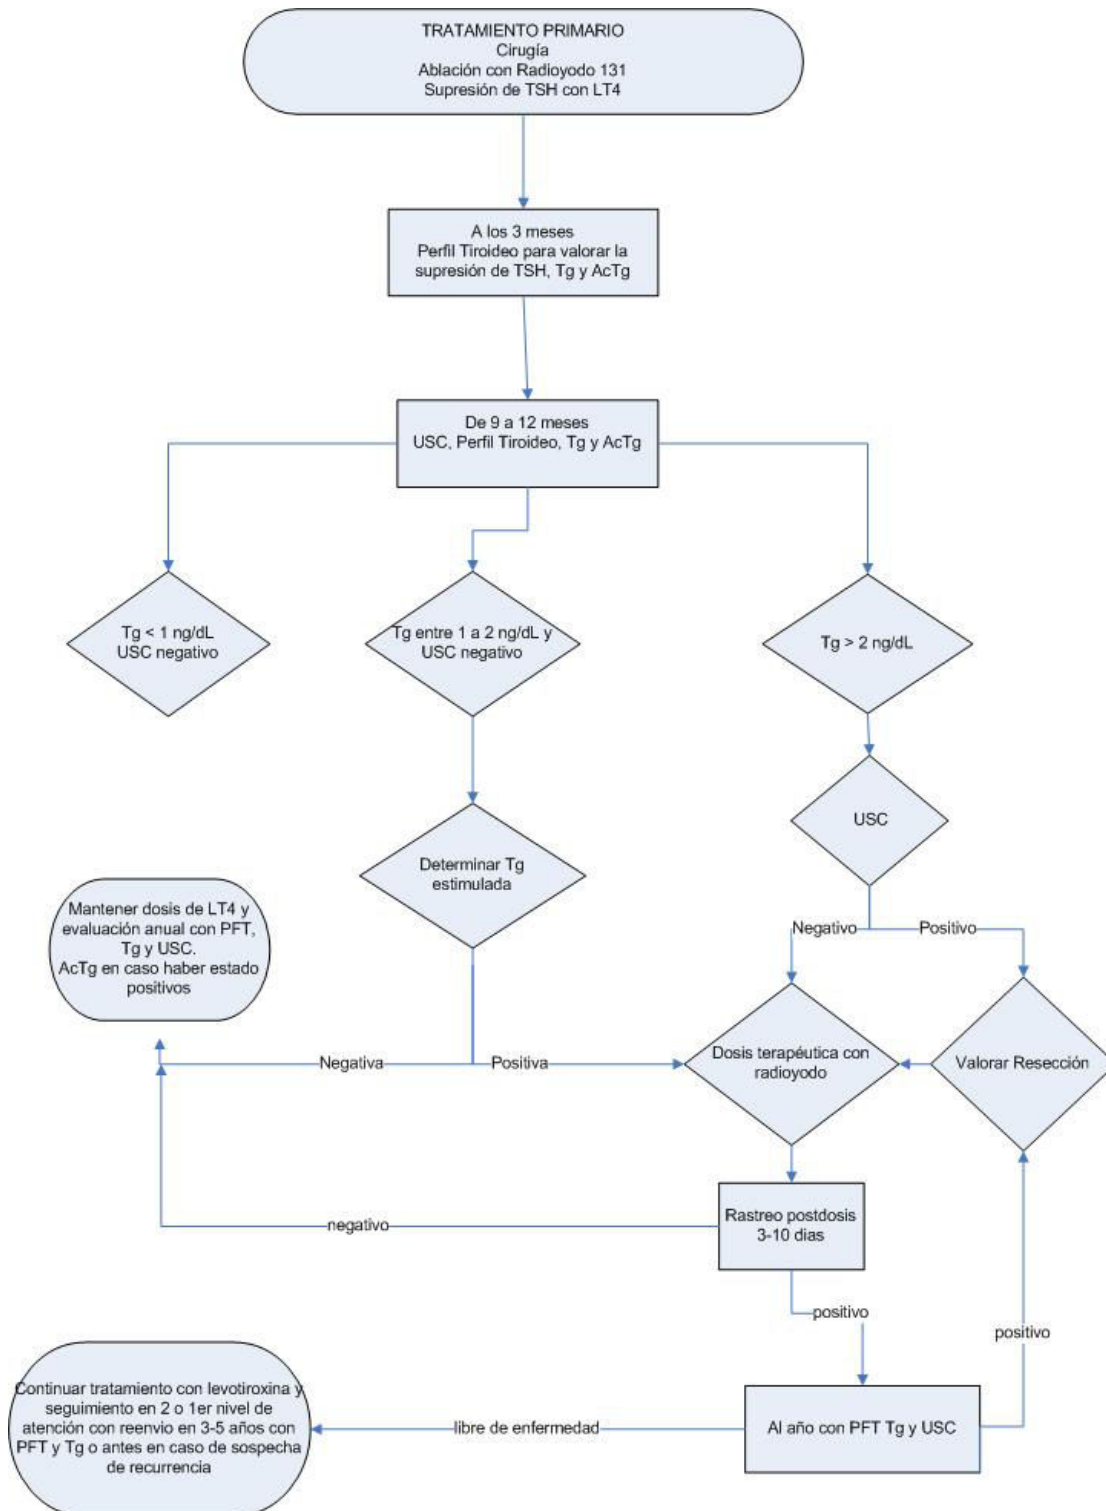 TRATAMIENTO PRIMARIO
Cirugía
Ablación con Radioyodo 131
Supresión de TSH con LT4
A los 3 meses
Perfil Tiroideo para valorar la
supresión de TSH, Tg y AcTg
De 9 a 12 meses
USC, Perfil Tiroideo, Tg y AcTg
Tg < 1 ng/dL
USC negativo
Tg entre 1 a 2 ng/dL y
USC negativo
Tg > 2 ng/dL
USC
Determinar Tg
estimulada
Mantener dosis de LT4 y
evaluación anual con PFT,
Tg y USC.
AcTg en caso haber estado
positivos
Negativo
Positivo
Negativa
Positiva
Dosis terapéutica con
radioyodo
Valorar Resección
Rastreo postdosis
3-10 dias
negativo
positivo
positivo
Continuar tratamiento con levotiroxina y
seguimiento en 2 o 1er nivel de
atención con reenvio en 3-5 años con
PFT y Tg o antes en caso de sospecha
de recurrencia
libre de enfermedad
Al año con PFT Tg y USC